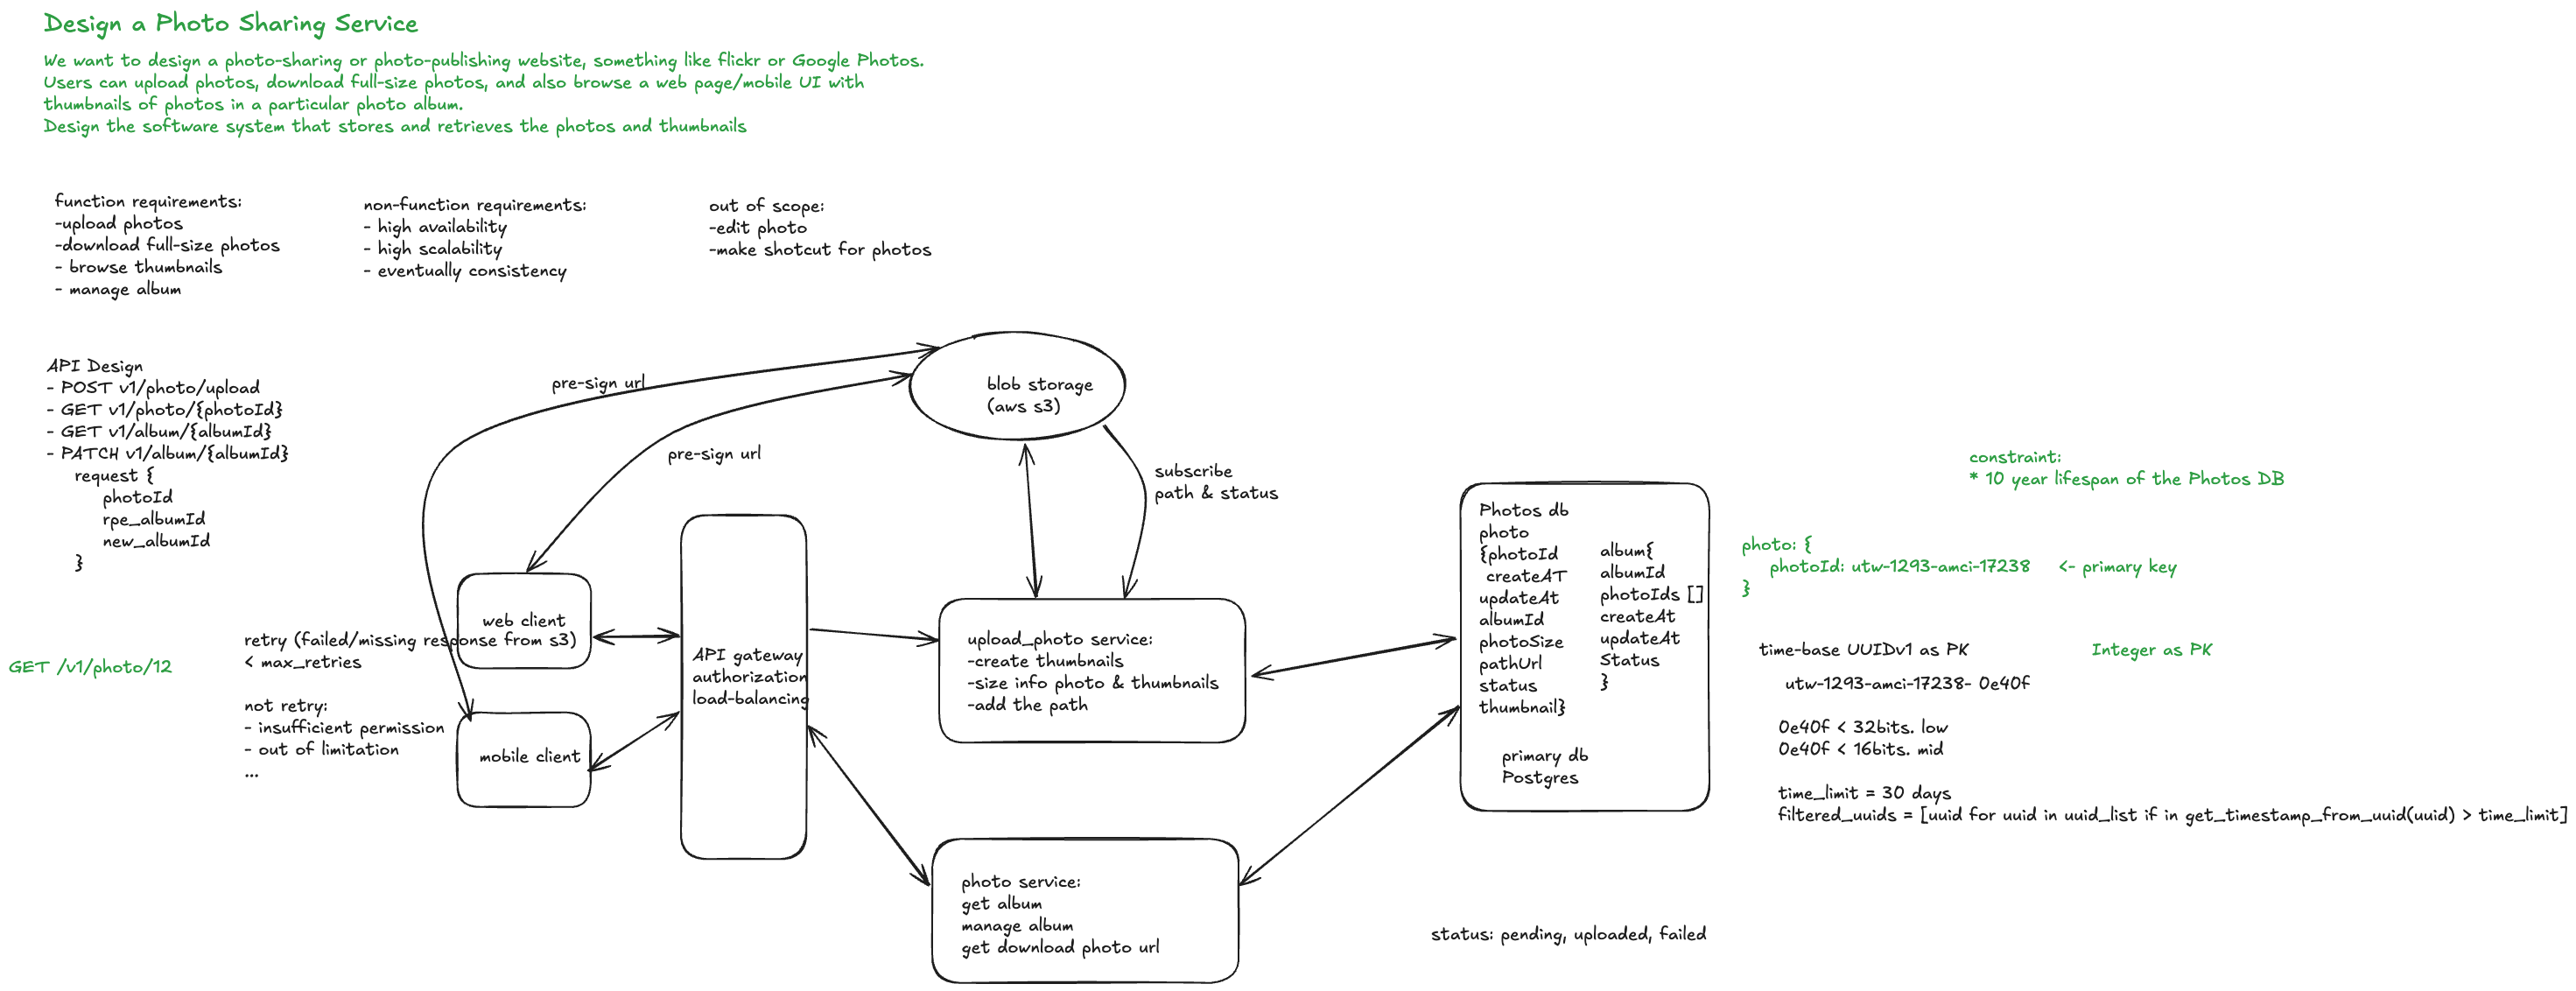 Design a Photo Sharing Service
We want to design a photo-sharing or photo-publishing website, something like flickr or Google Photos.
Users can upload photos, download full-size photos, and also browse a web page/mobile UI with
thumbnails of photos in a particular photo album.
Design the software system that stores and retrieves the photos and thumbnails
function requirements:
-upload photos
-download full-size photos
- browse thumbnails
- manage album
non-function requirements:
- high availability
- high scalability
- eventually consistency
out of scope:
-edit photo
-make shotcut for photos
API Design
- POST v1/photo/upload
- GET v1/photo/{photoId}
- GET v1/album/{albumId}
- PATCH v1/album/{albumId}
request {
photoId
rpe_albumId
new_albumId
}
pre-sign url
pre-sign url
blob storage
(aws s3)
subscribe
path & status
GET /v1/photo/12
retry (failed/missing response from s3)
< max_retries
not retry:
- insufficient permission
- out of limitation
...
web client
mobile client
API gateway
authorization
load-balancing
upload_photo service:
-create thumbnails
-size info photo & thumbnails
-add the path
photo service:
get album
manage album
get download photo url
Photos db
photo
{photoId
createAT
updateAt
albumId
photoSize
pathUrl
status
thumbnail}
album{
albumId
photoIds []
createAt
updateAt
Status
}
primary db
Postgres
status: pending, uploaded, failed
constraint:
* 10 year lifespan of the Photos DB
photo: {
photoId: utw-1293-amci-17238 <- primary key
}
time-base UUIDv1 as PK
Integer as PK
utw-1293-amci-17238- 0e40f
0e40f < 32bits. low
0e40f < 16bits. mid
time_limit = 30 days
filtered_uuids = [uuid for uuid in uuid_list if in get_timestamp_from_uuid(uuid) > time_limit]